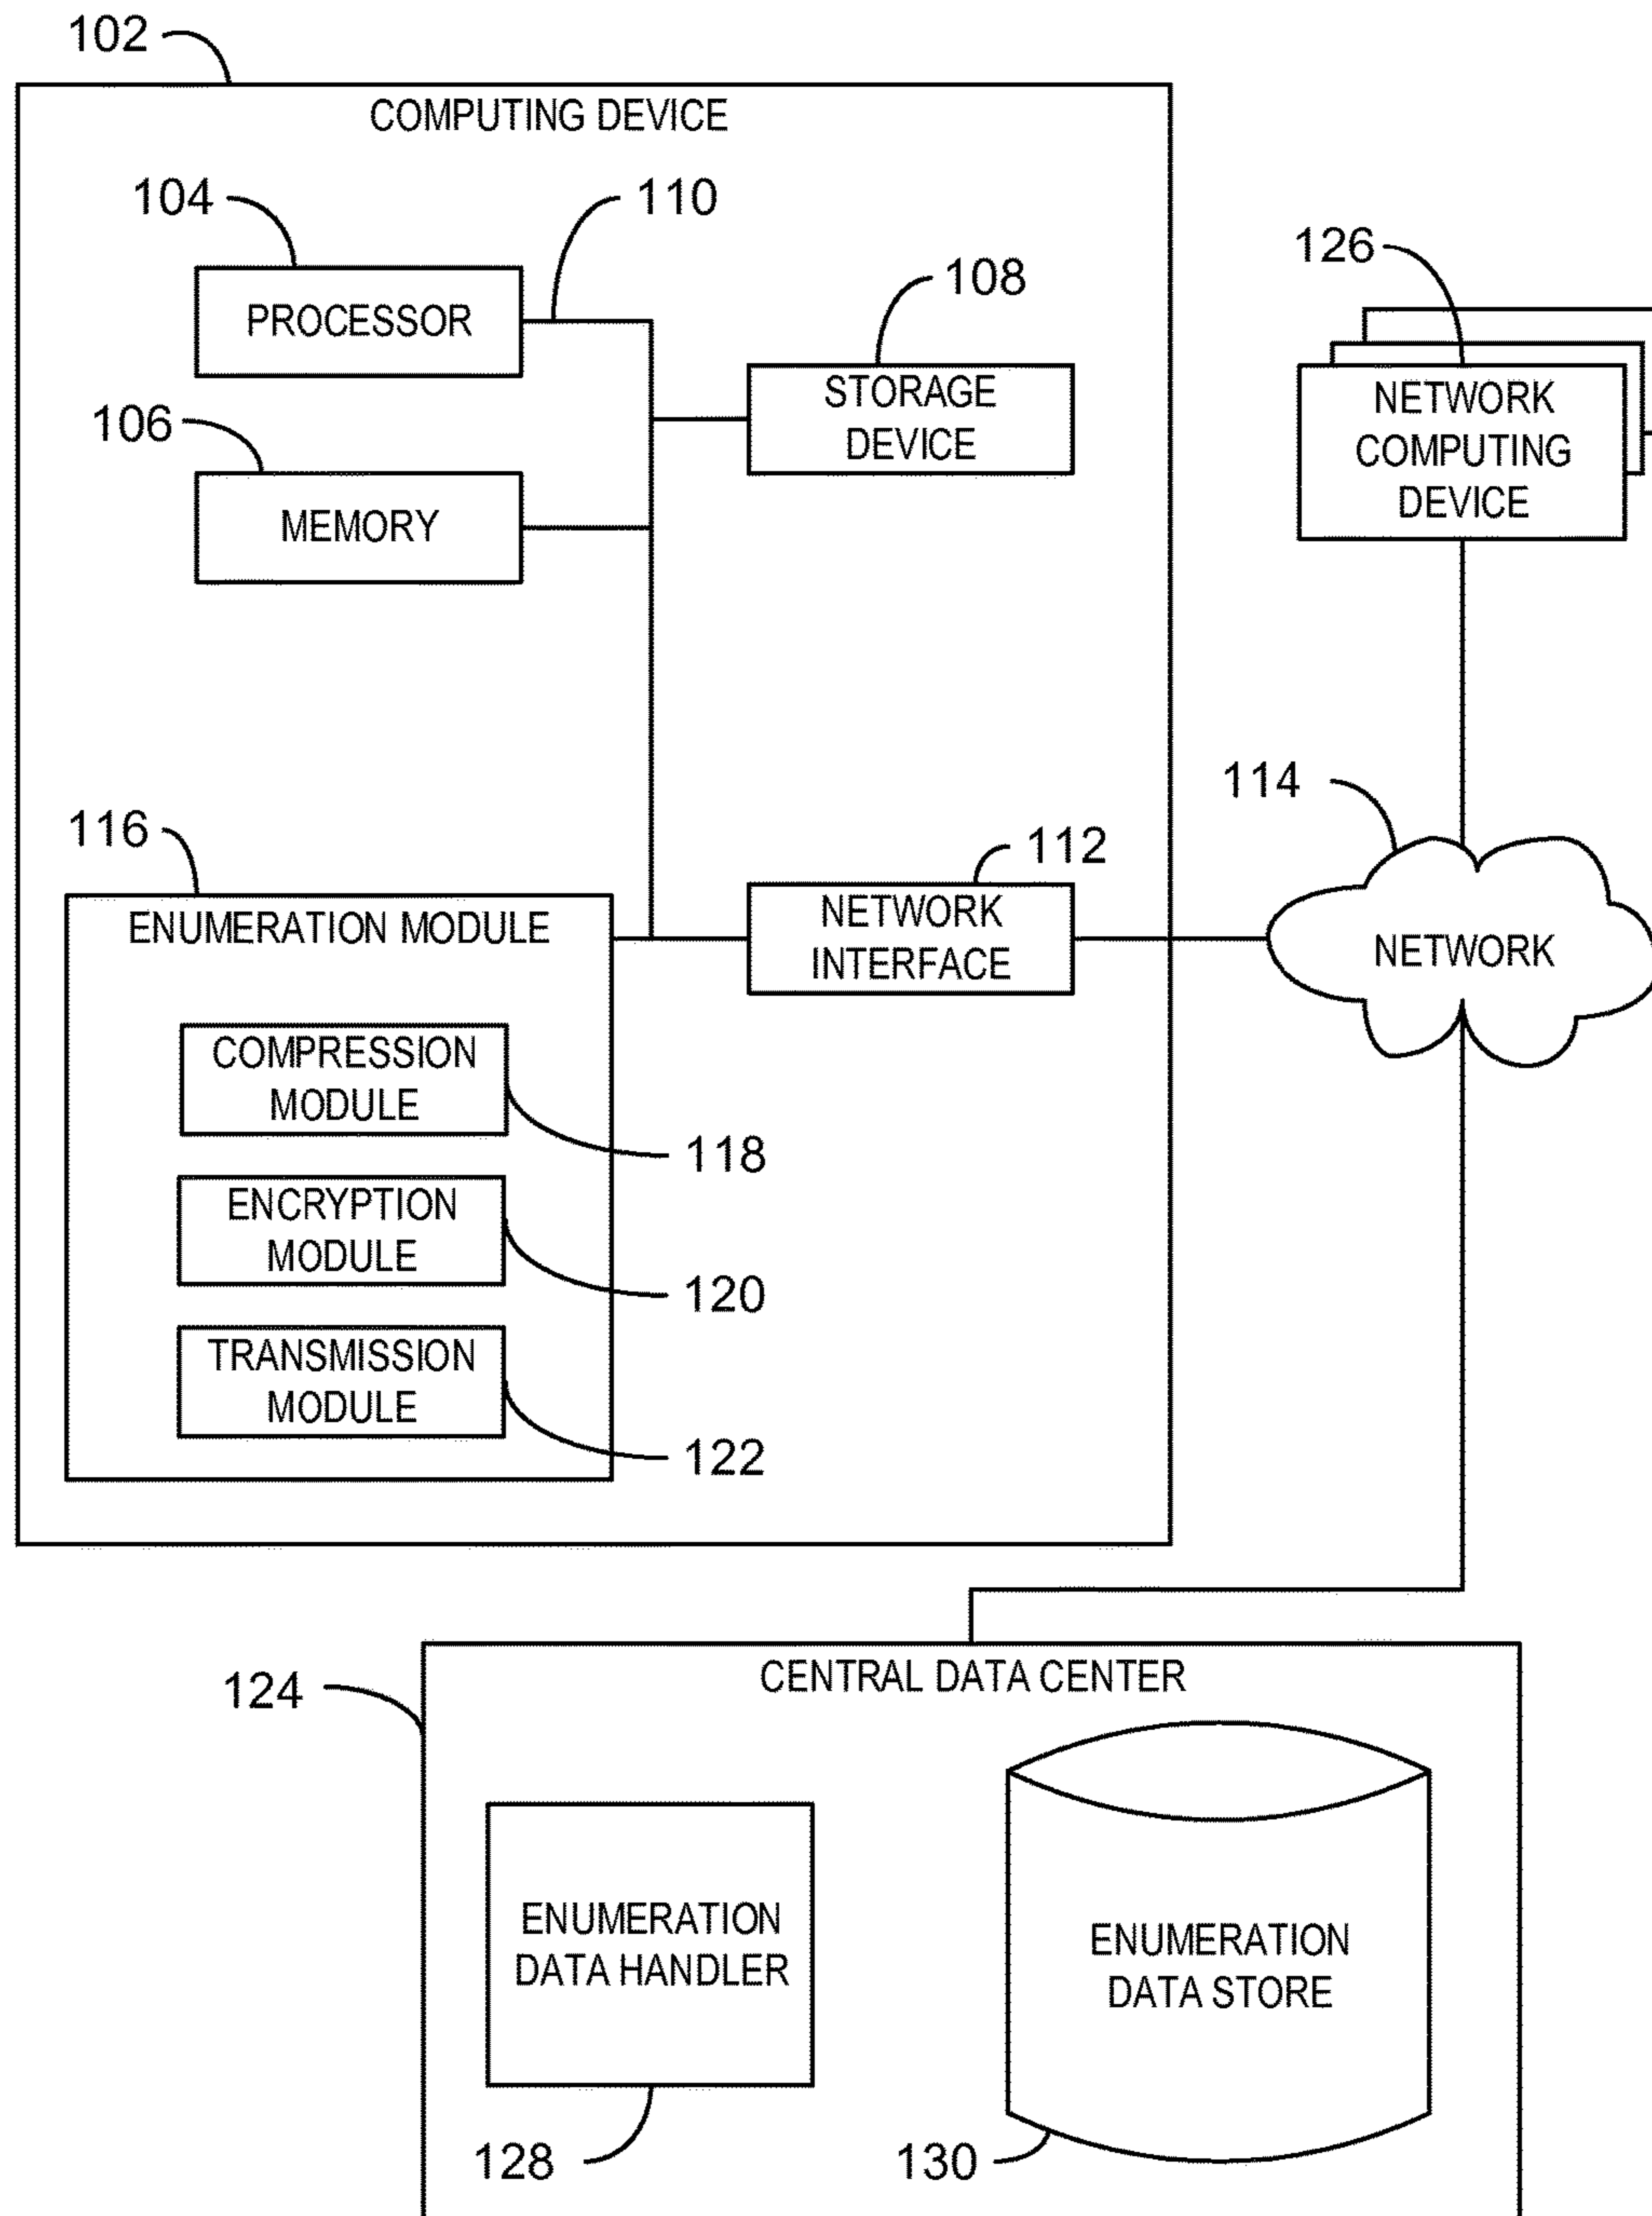 102
COMPUTING DEVICE
104
110
PROCESSOR
108
STORAGE
DEVICE
126
NETWORK
COMPUTING
DEVICE
106
MEMORY
114
NETWORK
116
112
ENUMERATION MODULE
NETWORK
INTERFACE
COMPRESSION
MODULE
118
ENCRYPTION
MODULE
120
TRANSMISSION
MODULE
122
124
CENTRAL DATA CENTER
ENUMERATION
DATA HANDLER
ENUMERATION
DATA STORE
128
130